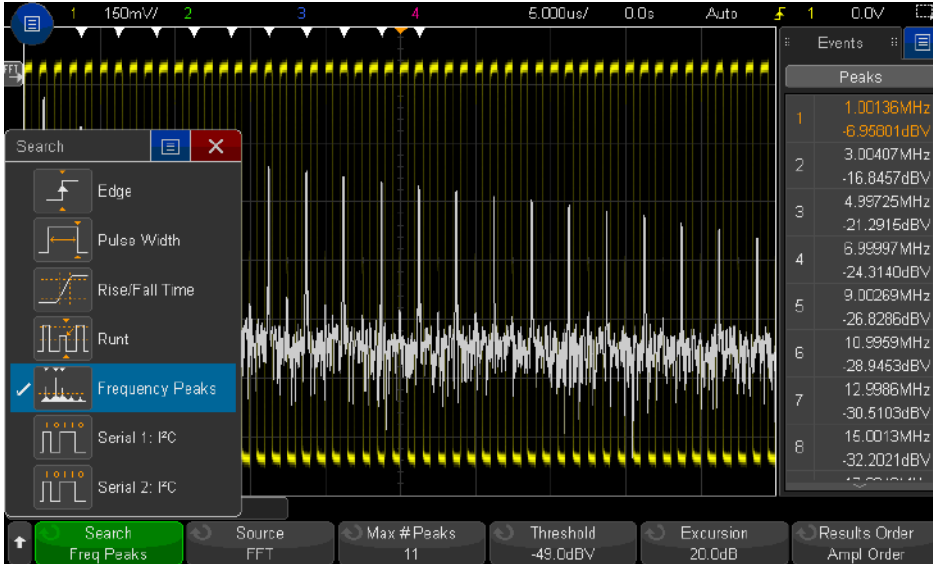 1 150mV/ 2 3 4 5.000us/ 0.0s Auto 1 0.0V
FFT
Events
Peaks
1 1.00136MHz
-6.95801dBV
2 3.00407MHz
-16.8457dBV
3 4.99725MHz
-21.2915dBV
4 6.99997MHz
-24.3140dBV
5 9.00269MHz
-26.8286dBV
6 10.9959MHz
-28.9453dBV
7 12.9986MHz
-30.5103dBV
8 15.0013MHz
-32.2021dBV
Search
Edge
Pulse Width
Rise/Fall Time
Runt
Frequency Peaks
10110
Serial 1: I²C
10110
Serial 2: I²C
Search
Freq Peaks
Source
FFT
Max #Peaks
11
Threshold
-49.0dBV
Excursion
20.0dB
Results Order
Ampl Order